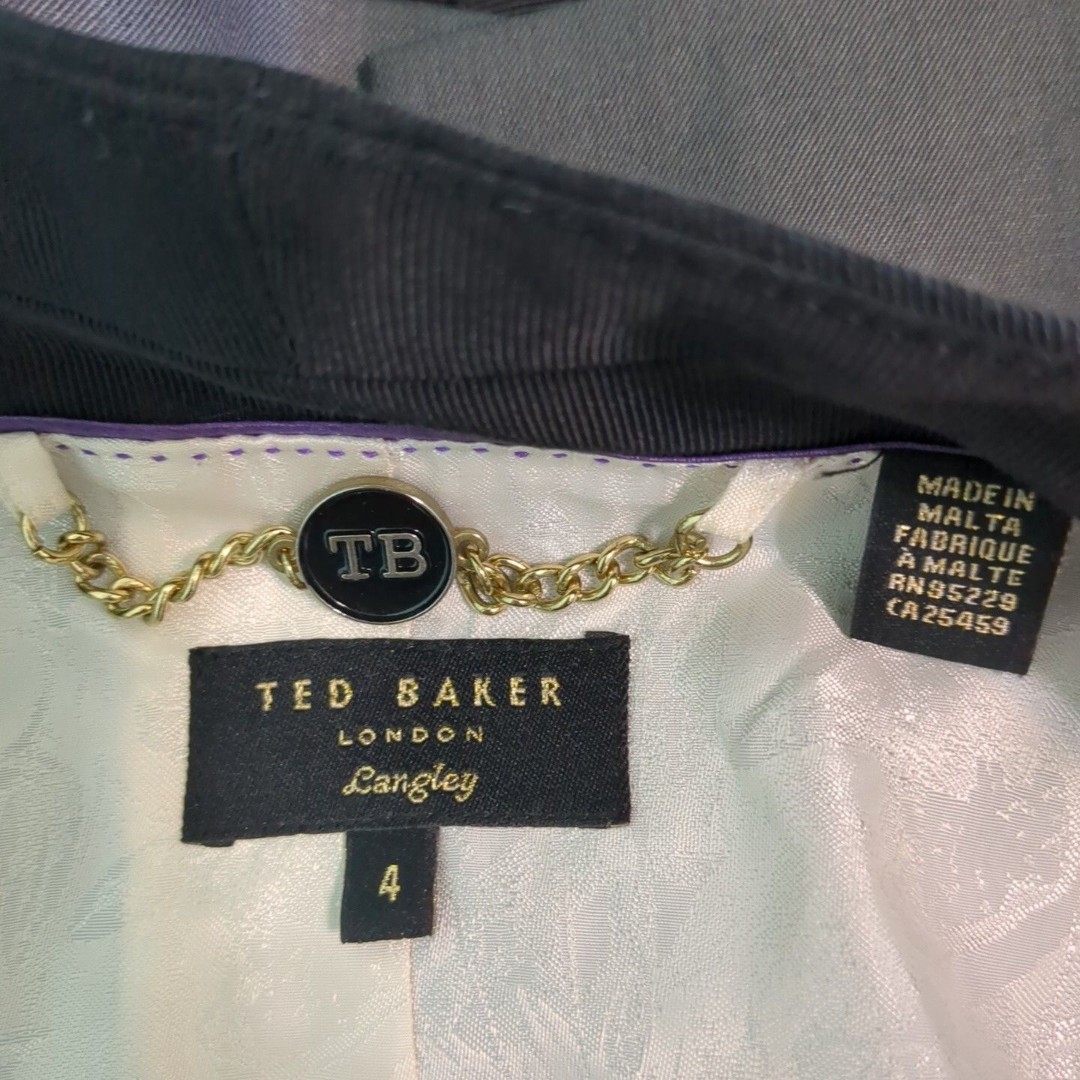 TB
TED BAKER
LONDON
Langley
4
MADE IN
MALTA
FABRIQUE
À MALTE
RN95229
CA25459